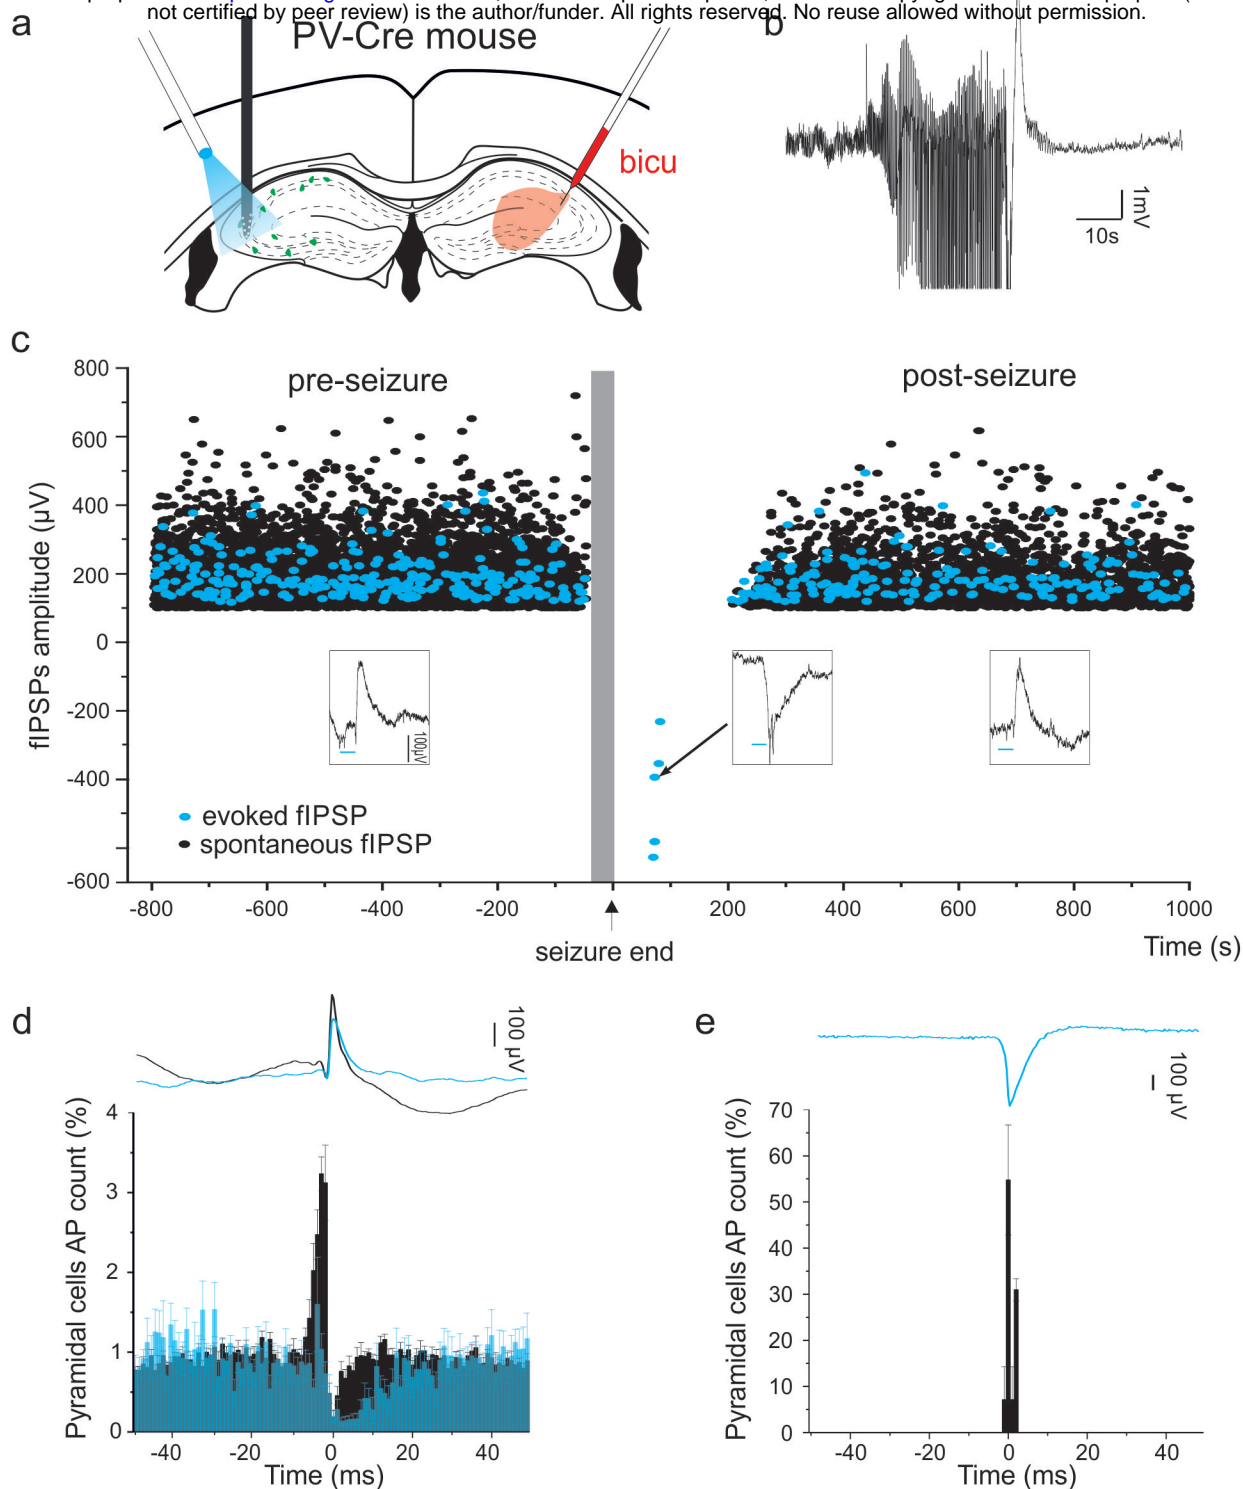 not certified by peer review) is the author/funder. All rights reserved. No reuse allowed without permission.
a
PV-Cre mouse
bicu
b
1mV
10s
c
800
600
400
200
0
-200
-400
-600
fIPSPs amplitude (µV)
pre-seizure
post-seizure
100µV
evoked fIPSP
spontaneous fIPSP
-800
-600
-400
-200
200
400
600
800
1000
seizure end
Time (s)
d
100 µV
4
3
2
1
0
Pyramidal cells AP count (%)
-40
-20
0
20
40
Time (ms)
e
100 µV
70
60
50
40
30
20
10
0
Pyramidal cells AP count (%)
-40
-20
0
20
40
Time (ms)